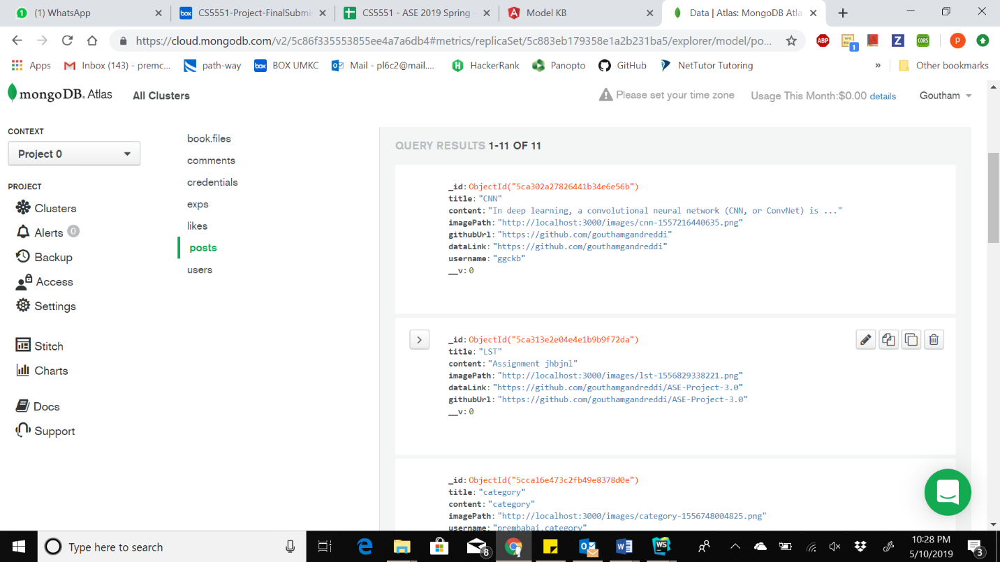 (1) WhatsApp
CS5551-Project-FinalSubmis
CS5551 - ASE 2019 Spring -
Model KB
Data | Atlas: MongoDB Atla
https://cloud.mongodb.com/v2/5c86f335553855ee4a7a6db4#metrics/replicaSet/5c883eb179358e1a2b231ba5/explorer/model/po...
ABP
1
Z
CORS
P
Apps
Inbox (143) - premc...
path-way
box BOX UMKC
Mail - pl6c2@mail....
HackerRank
Panopto
GitHub
NetTutor Tutoring
»
Other bookmarks
mongoDB. Atlas
All Clusters
Please set your time zone
Usage This Month:$0.00 details
Goutham
CONTEXT
Project 0
PROJECT
Clusters
Alerts 0
Backup
Access
Settings
Stitch
Charts
Docs
Support
book.files
comments
credentials
exps
likes
posts
users
QUERY RESULTS 1-11 OF 11
_id: ObjectId("5ca302a27826441b34e6e56b")
title: "CNN"
content: "In deep learning, a convolutional neural network (CNN, or ConvNet) is ..."
imagePath: "http://localhost:3000/images/cnn-1557216440635.png"
githubUrl: "https://github.com/gouthamgandreddi"
dataLink: "https://github.com/gouthamgandreddi"
username: "ggckb"
__v: 0
_id: ObjectId("5ca313e2e04e4e1b9b9f72da")
title: "LST"
content: "Assignment jhbjnl"
imagePath: "http://localhost:3000/images/lst-1556829338221.png"
dataLink: "https://github.com/gouthamgandreddi/ASE-Project-3.0"
githubUrl: "https://github.com/gouthamgandreddi/ASE-Project-3.0"
__v: 0
_id: ObjectId("5cca16e473c2fb49e8378d0e")
title: "category"
content: "category"
imagePath: "http://localhost:3000/images/category-1556748004825.png"
username: "prembabai.category"
Type here to search
8
WS
10:28 PM
5/10/2019
3